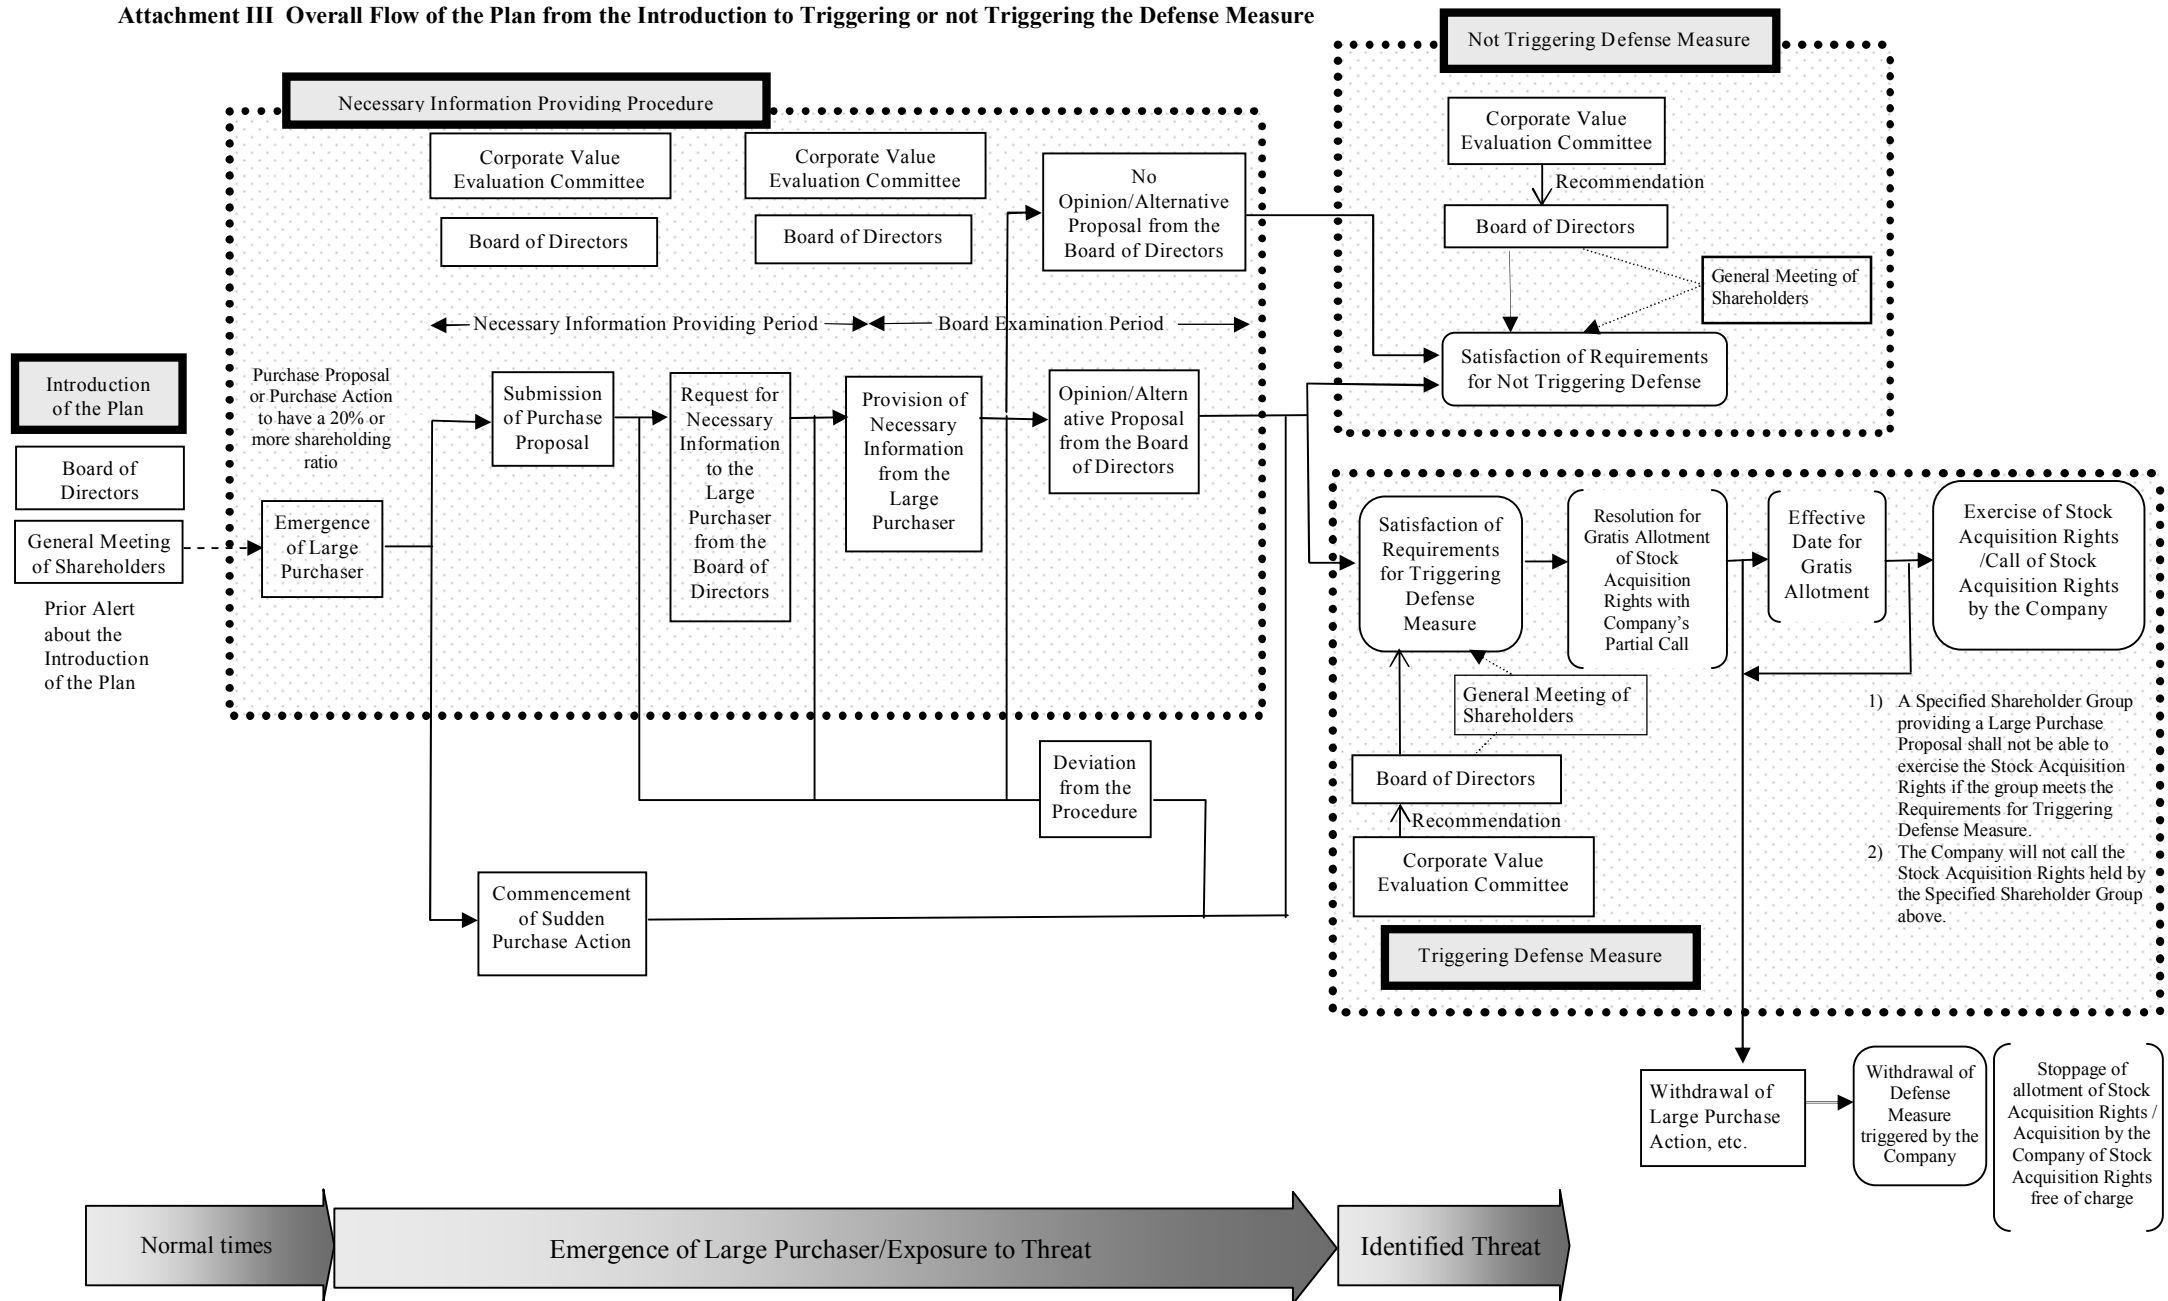 Attachment III Overall Flow of the Plan from the Introduction to Triggering or not Triggering the Defense Measure
Introduction
of the Plan
Board of
Directors
General Meeting
of Shareholders
Prior Alert
about the
Introduction
of the Plan
Necessary Information Providing Procedure
Corporate Value
Evaluation Committee
Board of Directors
Corporate Value
Evaluation Committee
Board of Directors
No
Opinion/Alternative
Proposal from the
Board of Directors
Necessary Information Providing Period
Board Examination Period
Purchase Proposal
or Purchase Action
to have a 20% or
more shareholding
ratio
Emergence
of Large
Purchaser
Submission
of Purchase
Proposal
Request for
Necessary
Information
to the
Large
Purchaser
from the
Board of
Directors
Provision of
Necessary
Information
from the
Large
Purchaser
Opinion/Altern
ative Proposal
from the Board
of Directors
Deviation
from the
Procedure
Commencement
of Sudden
Purchase Action
Not Triggering Defense Measure
Corporate Value
Evaluation Committee
Recommendation
Board of Directors
General Meeting of
Shareholders
Satisfaction of Requirements
for Not Triggering Defense
Satisfaction of
Requirements
for Triggering
Defense
Measure
Resolution for
Gratis Allotment
of Stock
Acquisition
Rights with
Company's
Partial Call
Effective
Date for
Gratis
Allotment
Exercise of Stock
Acquisition Rights
/Call of Stock
Acquisition Rights
by the Company
General Meeting of
Shareholders
Board of Directors
Recommendation
Corporate Value
Evaluation Committee
Triggering Defense Measure
1) A Specified Shareholder Group
providing a Large Purchase
Proposal shall not be able to
exercise the Stock Acquisition
Rights if the group meets the
Requirements for Triggering
Defense Measure.
2) The Company will not call the
Stock Acquisition Rights held by
the Specified Shareholder Group
above.
Withdrawal of
Large Purchase
Action, etc.
Withdrawal of
Defense
Measure
triggered by the
Company
Stoppage of
allotment of Stock
Acquisition Rights /
Acquisition by the
Company of Stock
Acquisition Rights
free of charge
Normal times
Emergence of Large Purchaser/Exposure to Threat
Identified Threat